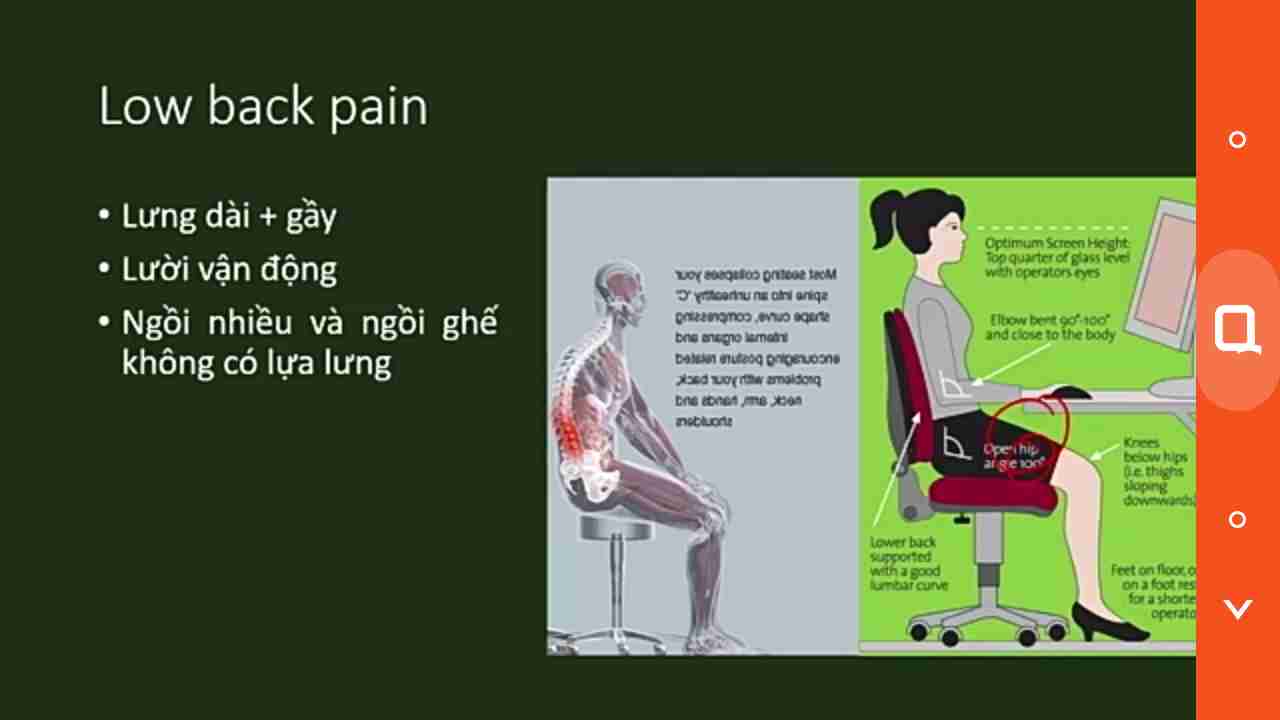 Low back pain
• Lưng dài + gầy
• Lười vận động
• Ngồi nhiều và ngồi ghế
không có lựa lưng
Most seating collapses your
spine into an unhealthy "C"
shape curve, compressing
internal organs and
encouraging posture related
problems with your back,
neck, arm, hands and
shoulders
Optimum Screen Height:
Top quarter of glass level
with operators eyes
Elbow bent 90°-100°
and close to the body
Open hip
angle 100°
Knees
below hips
(i.e. thighs
sloping
downwards)
Lower back
supported
with a good
lumbar curve
Feet on floor, o
on a foot res
for a shorte
operato